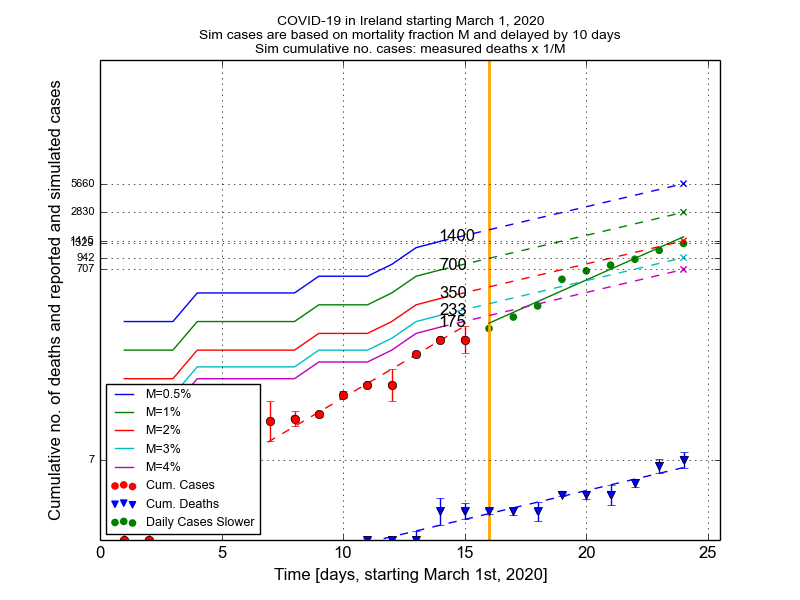 COVID-19 in Ireland starting March 1, 2020
Sim cases are based on mortality fraction M and delayed by 10 days
Sim cumulative no. cases: measured deaths x 1/M
Cumulative no. of deaths and reported and simulated cases
5660
2830
942
707
7
1400
700
350
233
175
M=0.5%
M=1%
M=2%
M=3%
M=4%
Cum. Cases
Cum. Deaths
Daily Cases Slower
0 5 10 15 20 25
Time [days, starting March 1st, 2020]